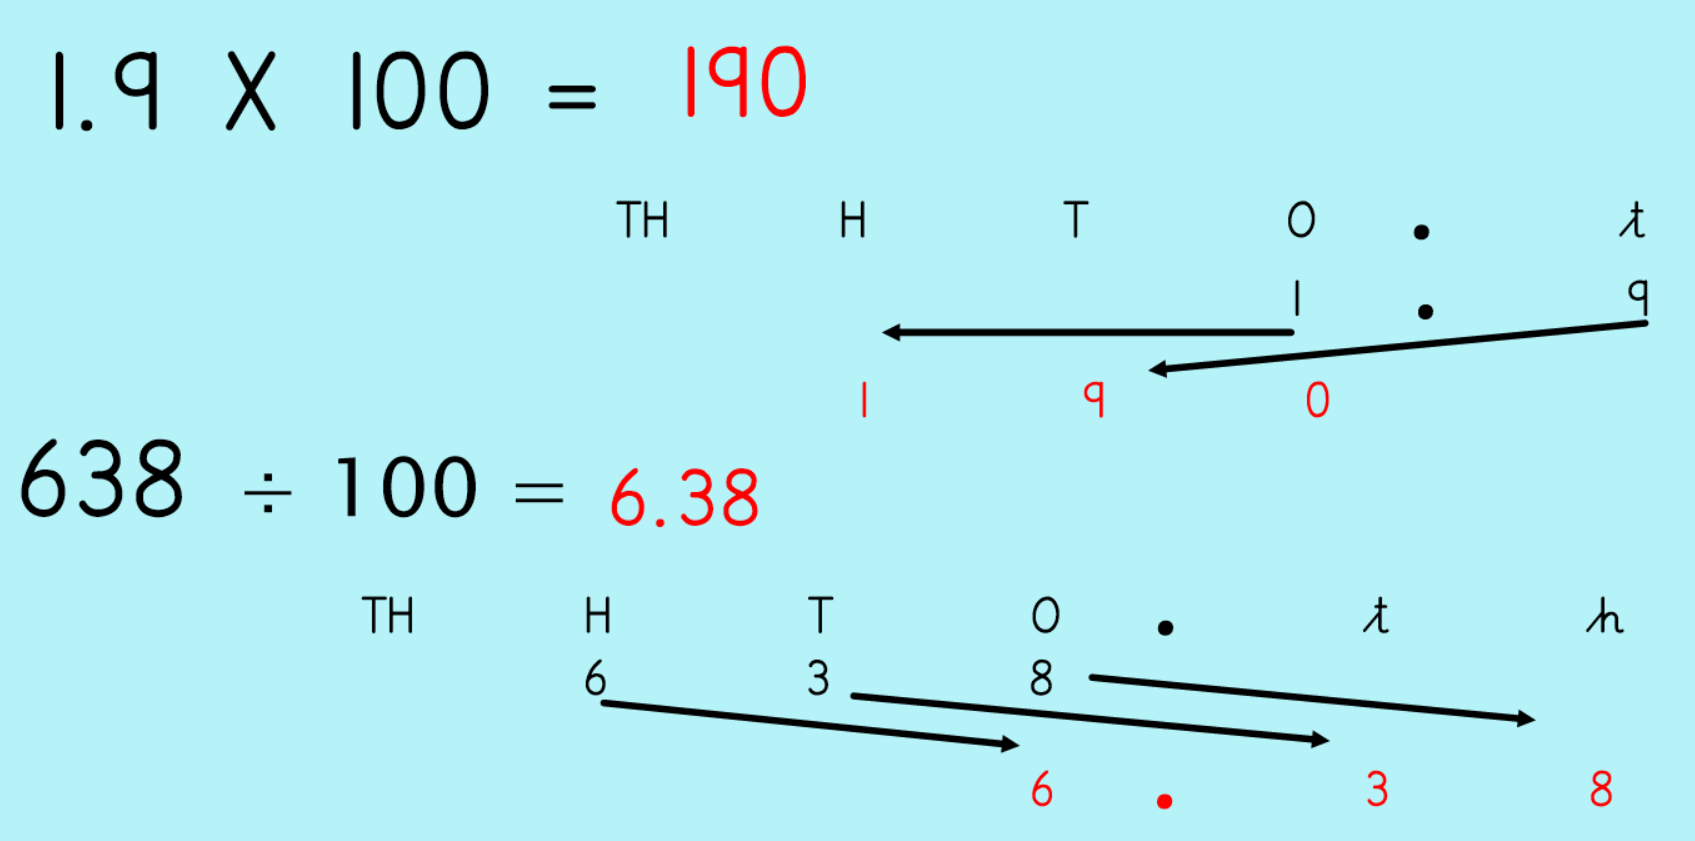 1.9 X 100 = 190
TH H T O . t
1 . 9
1 9 0
638 ÷ 100 = 6.38
TH H T O . t h
6 3 8
6 . 3 8